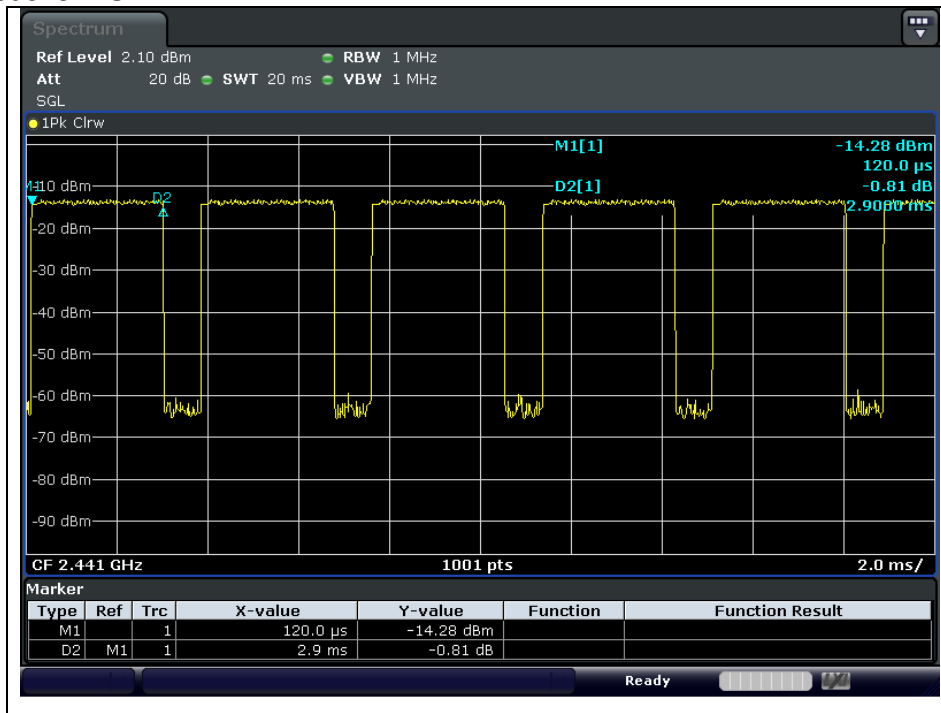 Spectrum
Ref Level 2.10 dBm RBW 1 MHz
Att 20 dB SWT 20 ms VBW 1 MHz
SGL
1Pk Clrw
M1[1] -14.28 dBm
120.0 µs
-10 dBm D2[1] -0.81 dB
M1 D2 2.9000 ms
-20 dBm
-30 dBm
-40 dBm
-50 dBm
-60 dBm
-70 dBm
-80 dBm
-90 dBm
CF 2.441 GHz 1001 pts 2.0 ms/
Marker
Type Ref Trc X-value Y-value Function Function Result
M1 1 120.0 µs -14.28 dBm
D2 M1 1 2.9 ms -0.81 dB
Ready